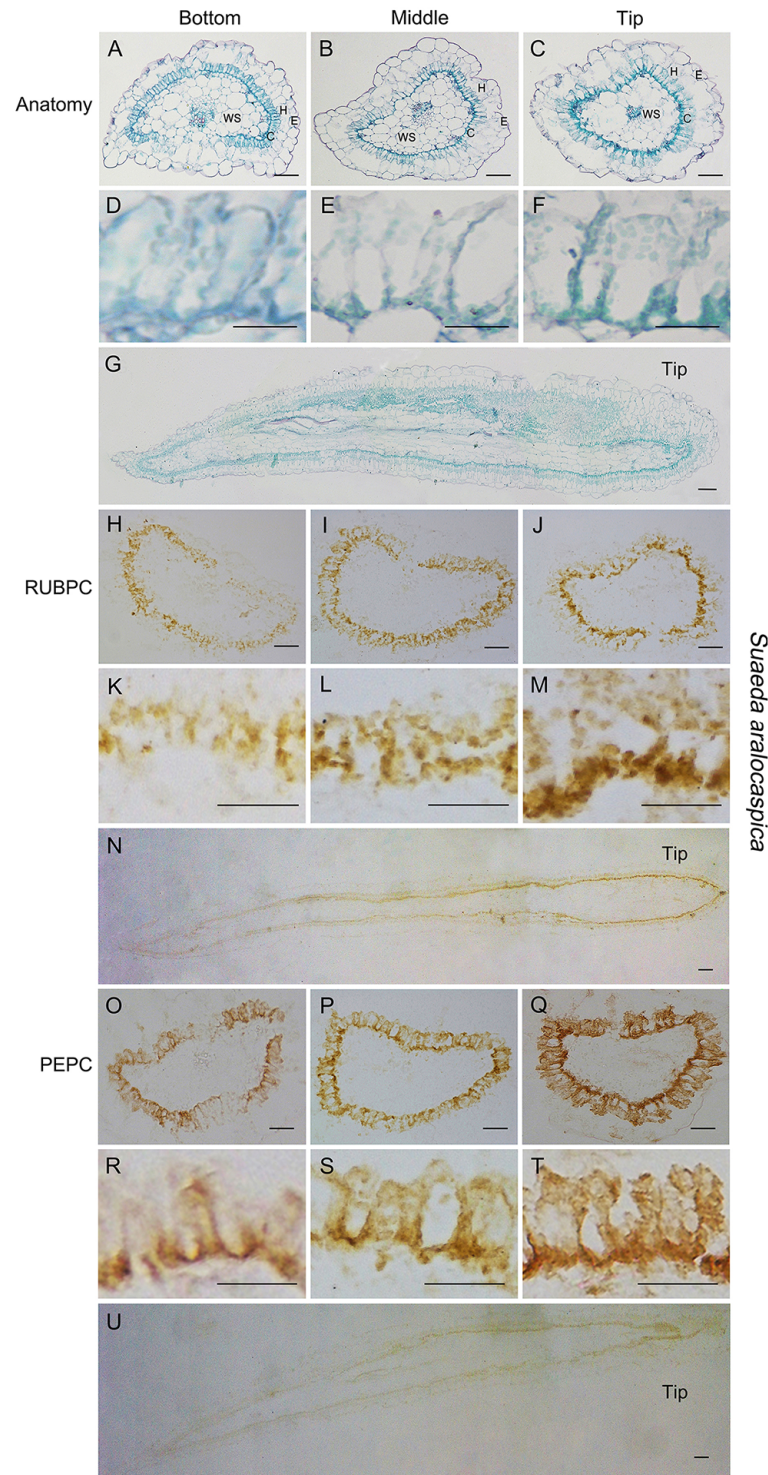 Bottom Middle Tip
Anatomy
A B C
H E C WS
H E C WS
H E C WS
D E F
G Tip
RUBPC
H I J
K L M
Suaeda aralocaspica
N Tip
PEPC
O P Q
R S T
U Tip